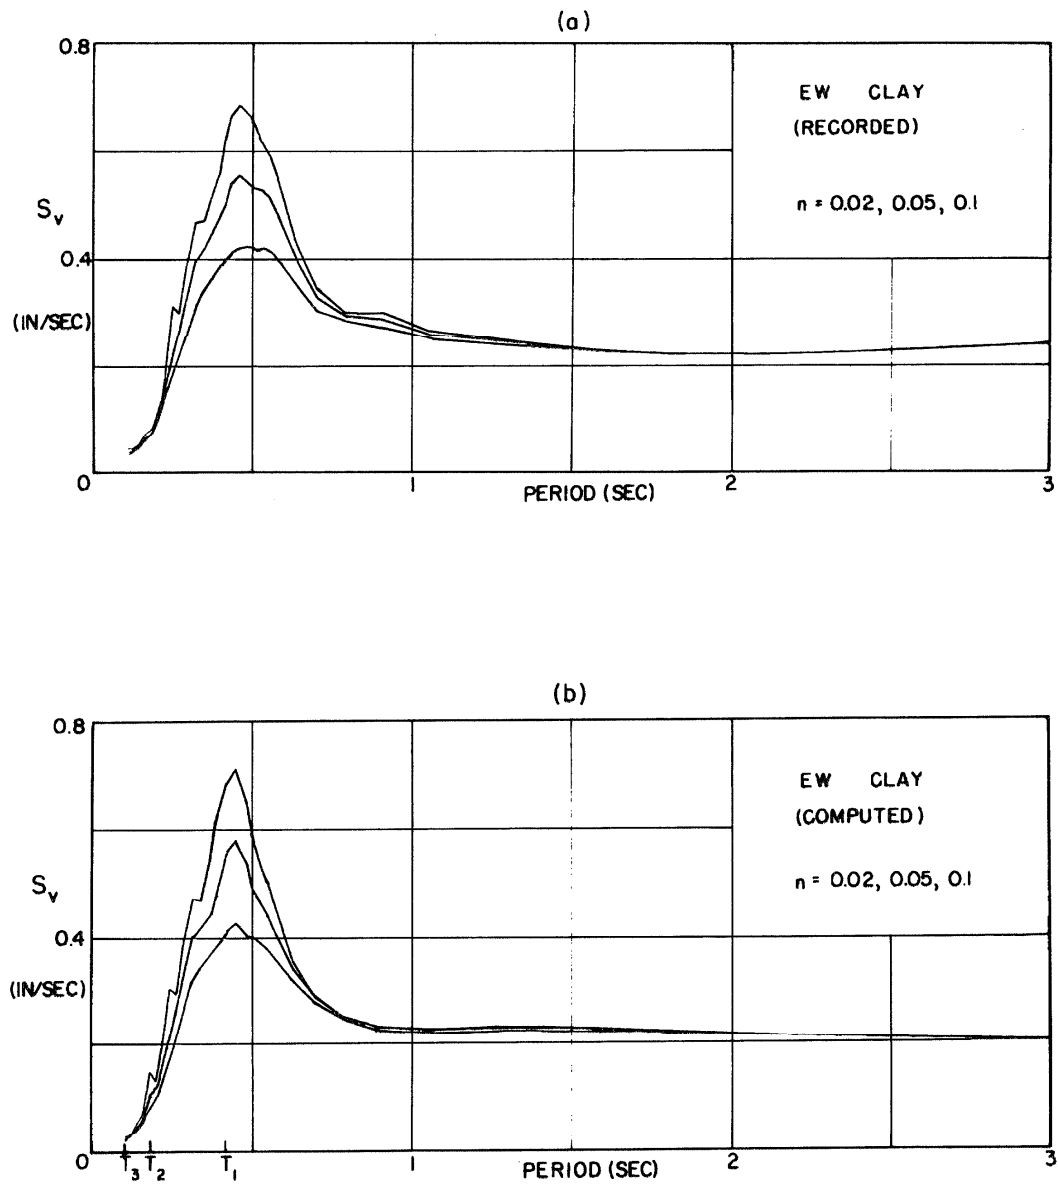 (a)
0.8
EW CLAY
(RECORDED)
Sv
n = 0.02, 0.05, 0.1
0.4
(IN/SEC)
0 1 PERIOD (SEC) 2 3
(b)
0.8
EW CLAY
(COMPUTED)
Sv
n = 0.02, 0.05, 0.1
0.4
(IN/SEC)
0 T3 T2 T1 1 PERIOD (SEC) 2 3